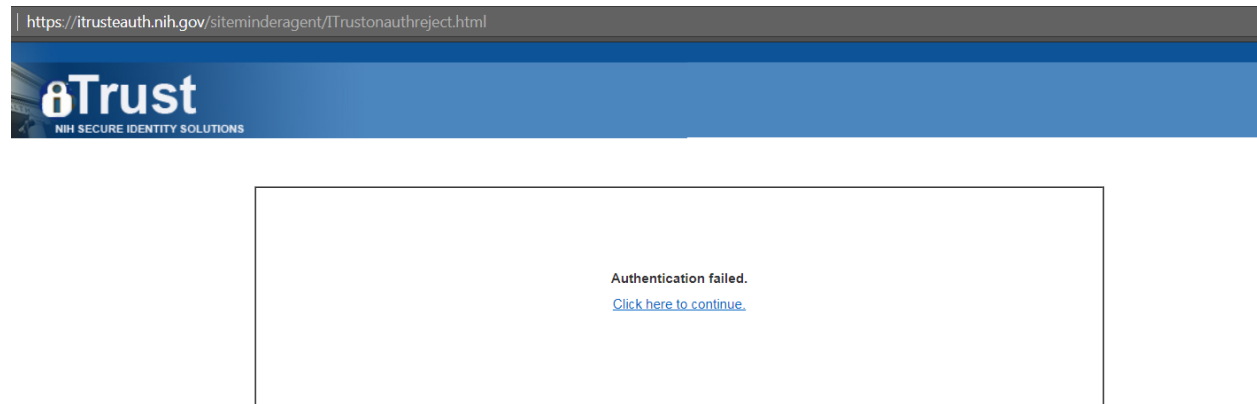 https://itrusteauth.nih.gov/siteminderagent/ITrustonauthreject.html
iTrust
NIH SECURE IDENTITY SOLUTIONS
Authentication failed.
Click here to continue.